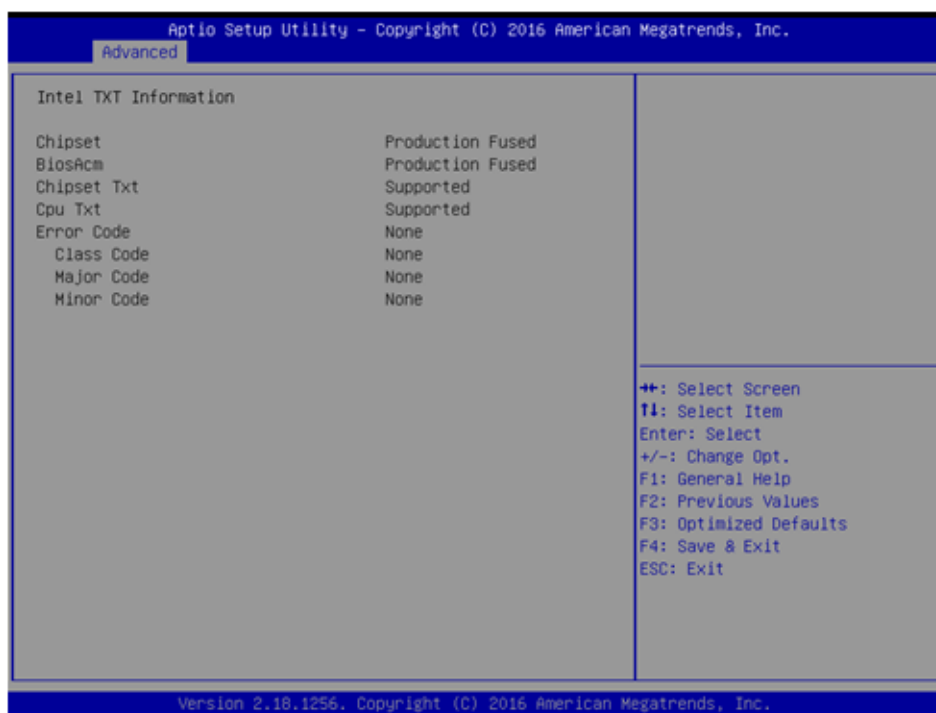 Aptio Setup Utility – Copyright (C) 2016 American Megatrends, Inc.
Advanced
Intel TXT Information
Chipset Production Fused
BiosAcm Production Fused
Chipset Txt Supported
Cpu Txt Supported
Error Code None
Class Code None
Major Code None
Minor Code None
→←: Select Screen
↑↓: Select Item
Enter: Select
+/-: Change Opt.
F1: General Help
F2: Previous Values
F3: Optimized Defaults
F4: Save & Exit
ESC: Exit
Version 2.18.1256. Copyright (C) 2016 American Megatrends, Inc.